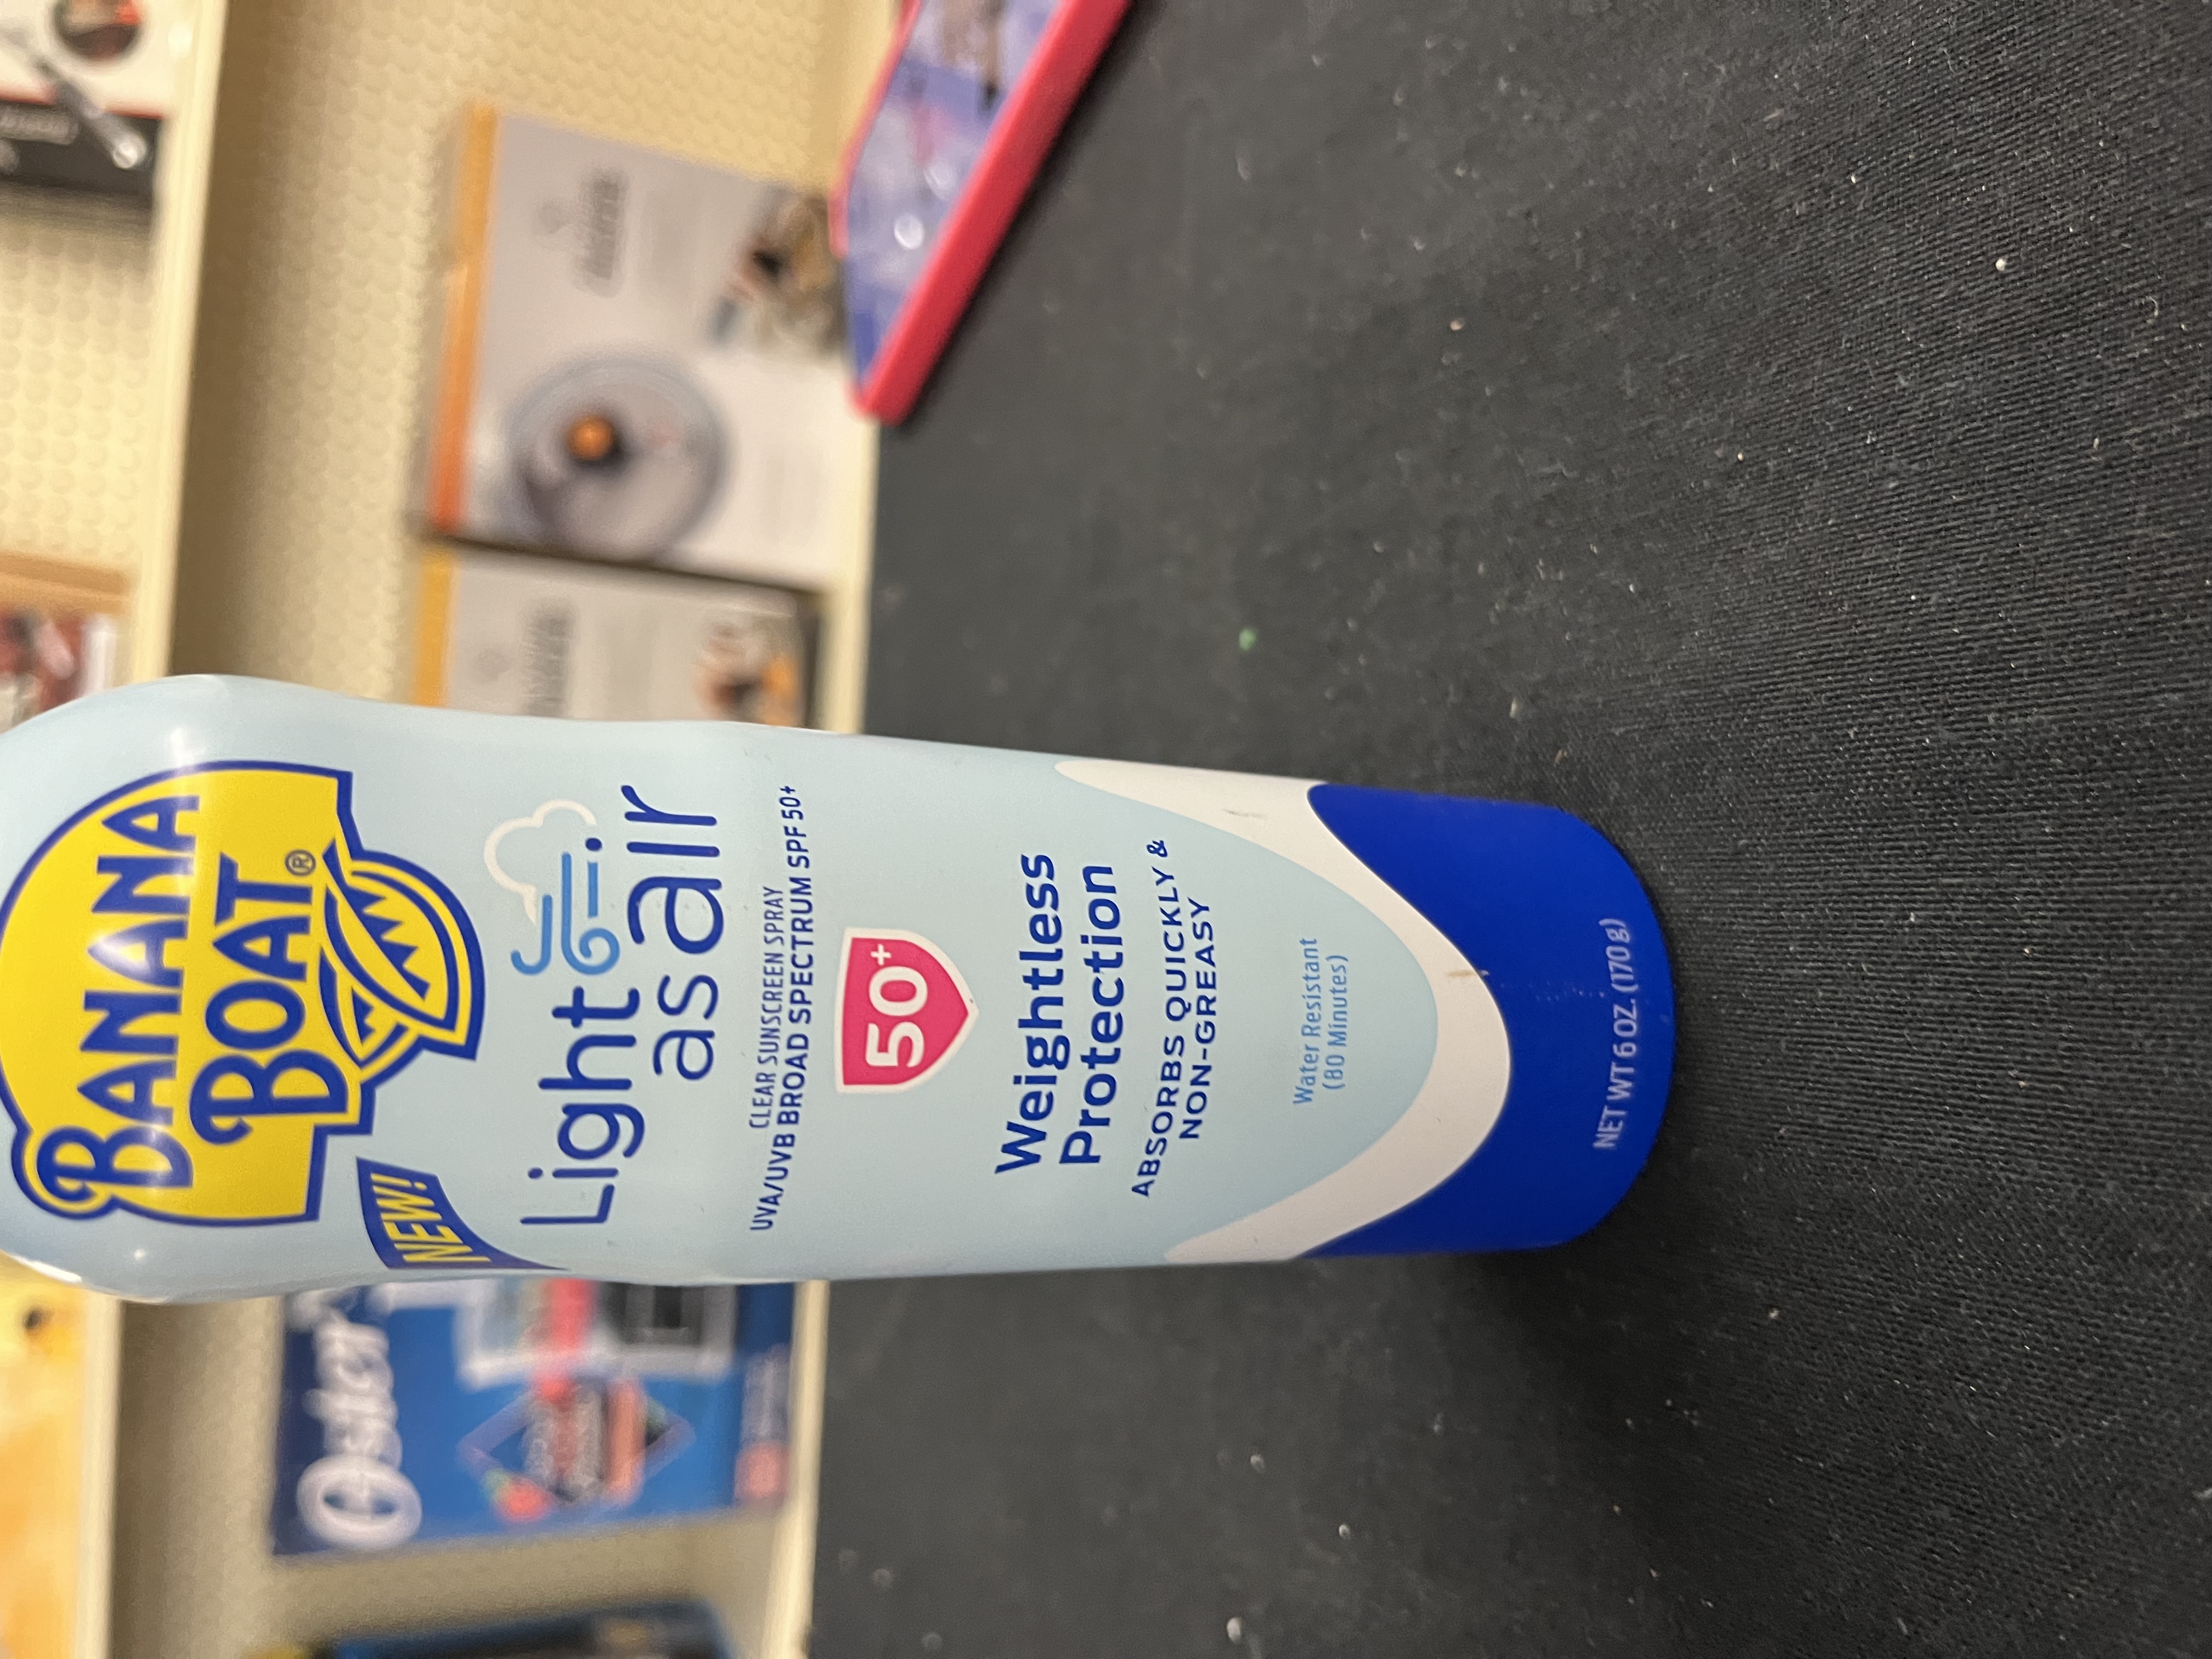 BANANA
BOAT®
NEW!
Light
as air
CLEAR SUNSCREEN SPRAY
UVA/UVB BROAD SPECTRUM SPF 50+
50+
Weightless
Protection
ABSORBS QUICKLY &
NON-GREASY
Water Resistant
(80 Minutes)
NET WT 6 OZ. (170 g)
Oster